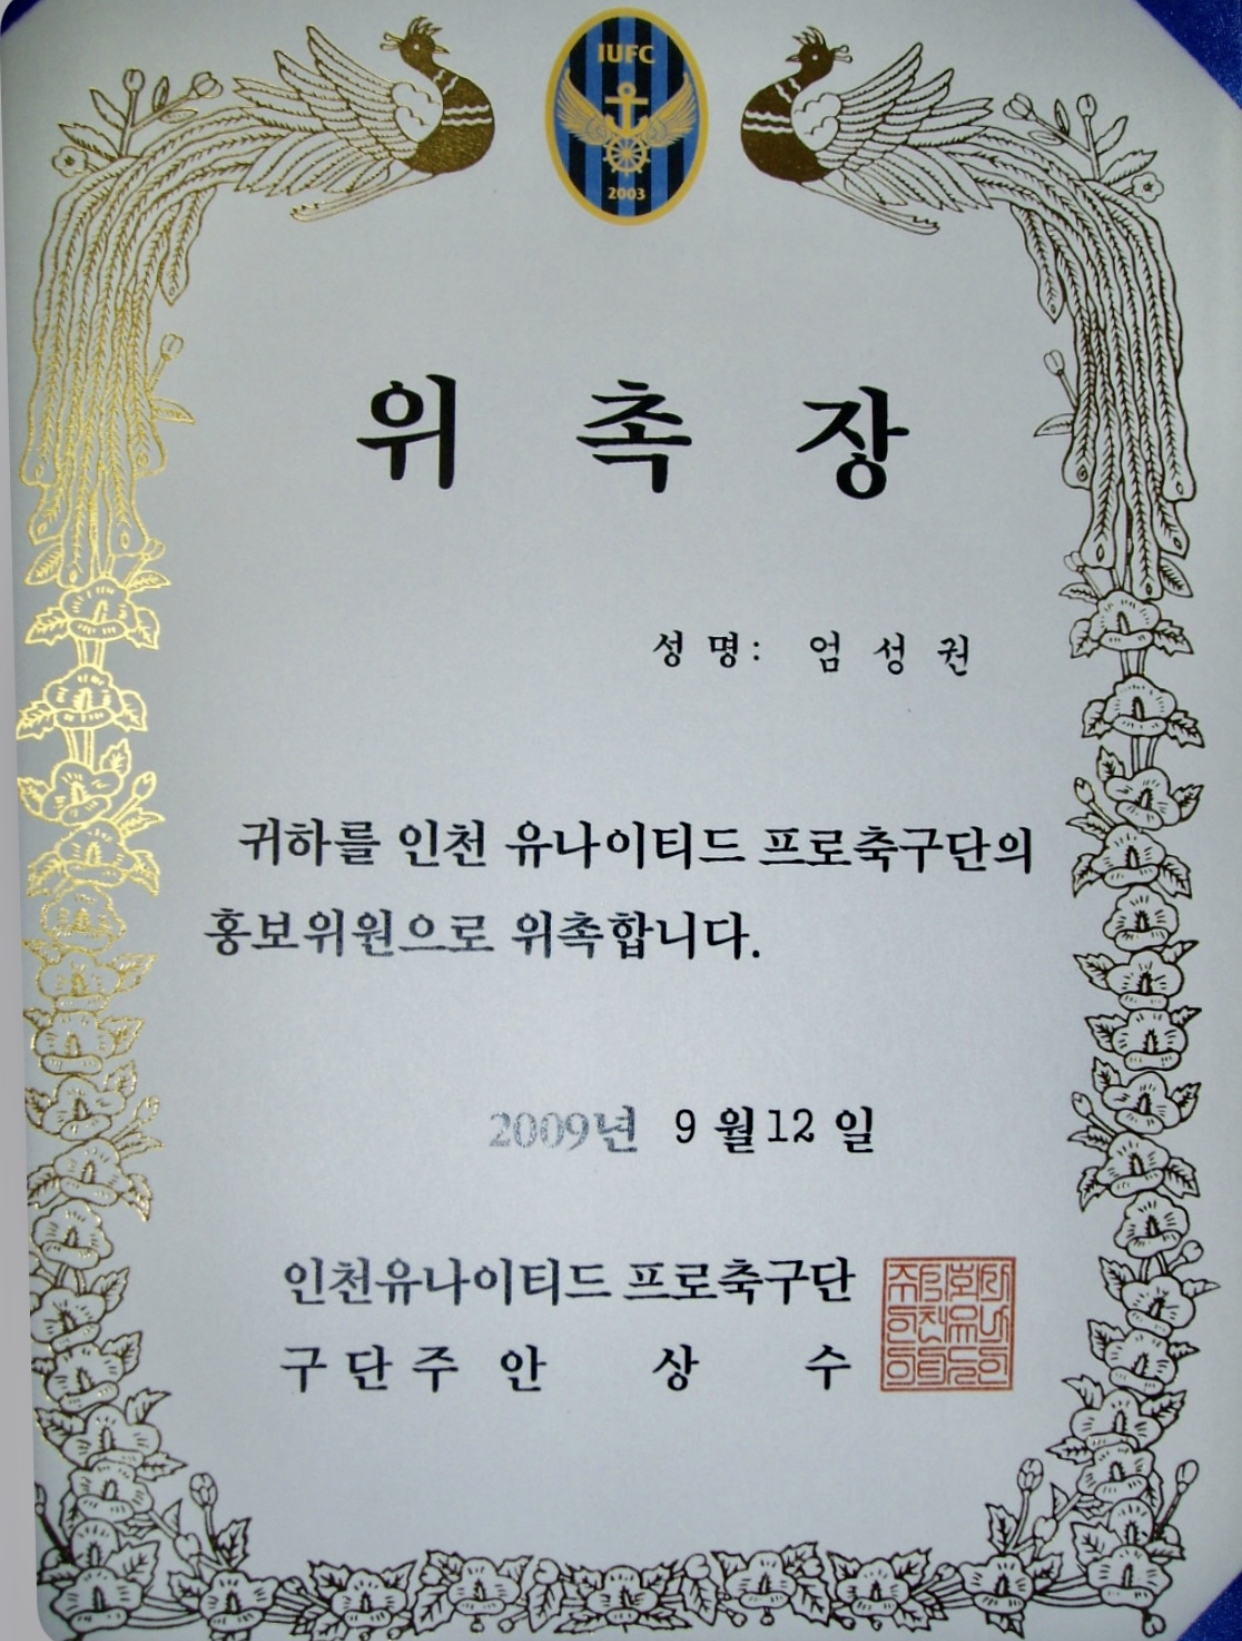 IUFC
2003
위 촉 장
성 명 : 엄 성 권
귀하를 인천 유나이티드 프로축구단의
홍보위원으로 위촉합니다.
2009년 9 월 12 일
인천유나이티드 프로축구단
구 단 주 안 상 수